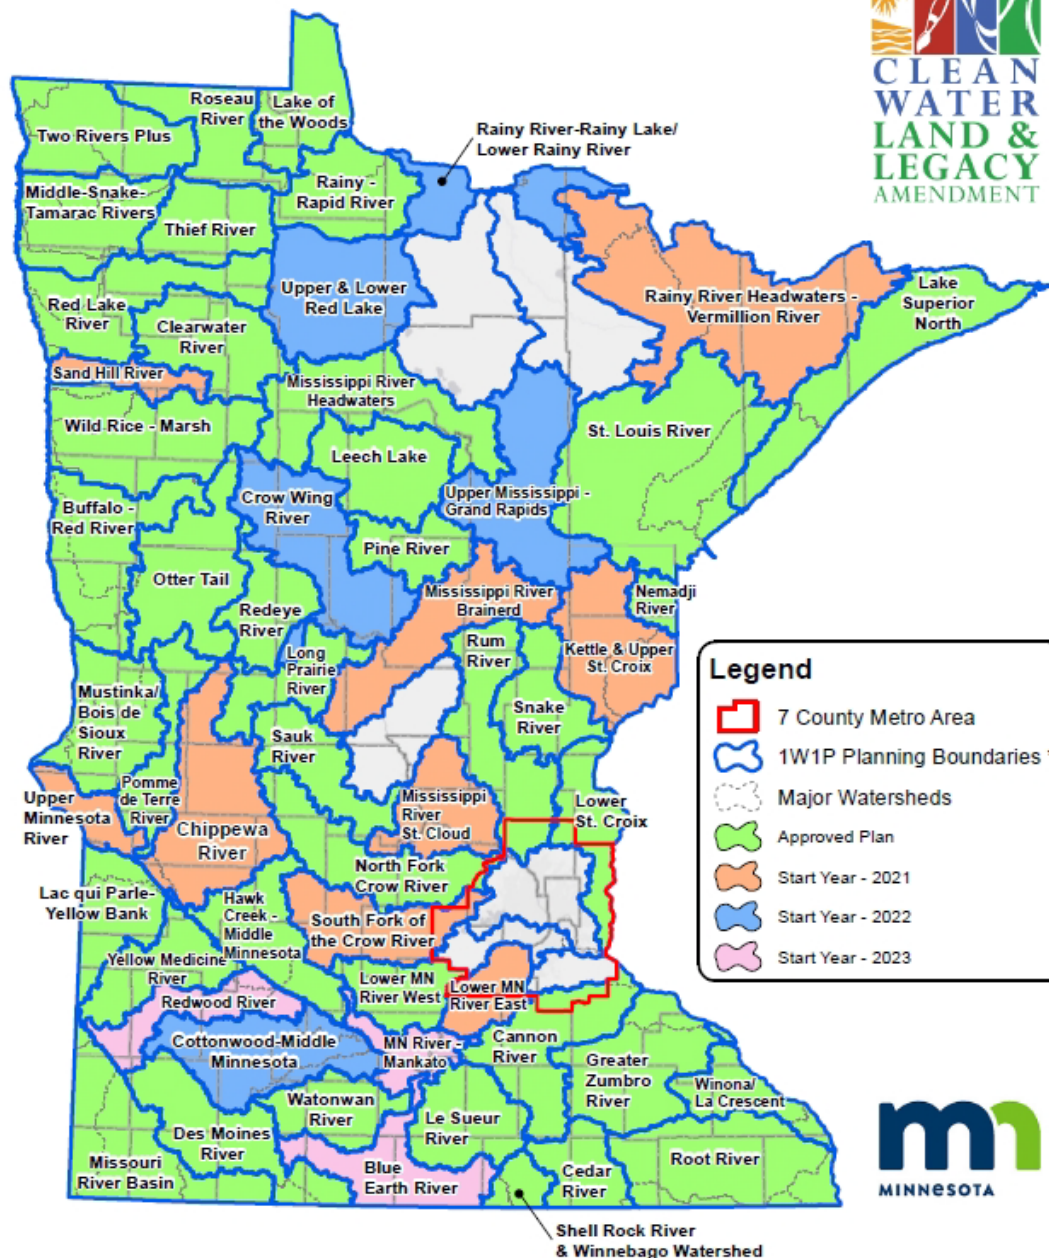 CLEAN
WATER
LAND &
LEGACY
AMENDMENT
Roseau
River
Lake of
the Woods
Two Rivers Plus
Rainy River-Rainy Lake/
Lower Rainy River
Rainy -
Rapid River
Middle-Snake-
Tamarac Rivers
Thief River
Upper & Lower
Red Lake
Rainy River Headwaters -
Vermillion River
Lake
Superior
North
Red Lake
River
Clearwater
River
Sand Hill River
Mississippi River
Headwaters
Wild Rice - Marsh
St. Louis River
Leech Lake
Crow Wing
River
Upper Mississippi -
Grand Rapids
Buffalo -
Red River
Pine River
Otter Tail
Mississippi River
Brainerd
Nemadji
River
Redeye
River
Rum
River
Kettle & Upper
St. Croix
Long
Prairie
River
Mustinka/
Bois de
Sioux
River
Snake
River
Sauk
River
Pomme
de Terre
River
Upper
Minnesota
River
Chippewa
River
Mississippi
River
St. Cloud
Lower
St. Croix
North Fork
Crow River
Lac qui Parle-
Yellow Bank
Hawk
Creek -
Middle
Minnesota
South Fork of
the Crow River
Yellow Medicine
River
Lower MN
River West
Lower MN
River East
Redwood River
Cottonwood-Middle
Minnesota
MN River -
Mankato
Cannon
River
Greater
Zumbro
River
Winona/
La Crescent
Watonwan
River
Le Sueur
River
Des Moines
River
Missouri
River Basin
Blue
Earth River
Cedar
River
Root River
Shell Rock River
& Winnebago Watershed
Legend
7 County Metro Area
1W1P Planning Boundaries *
Major Watersheds
Approved Plan
Start Year - 2021
Start Year - 2022
Start Year - 2023
mn
MINNESOTA